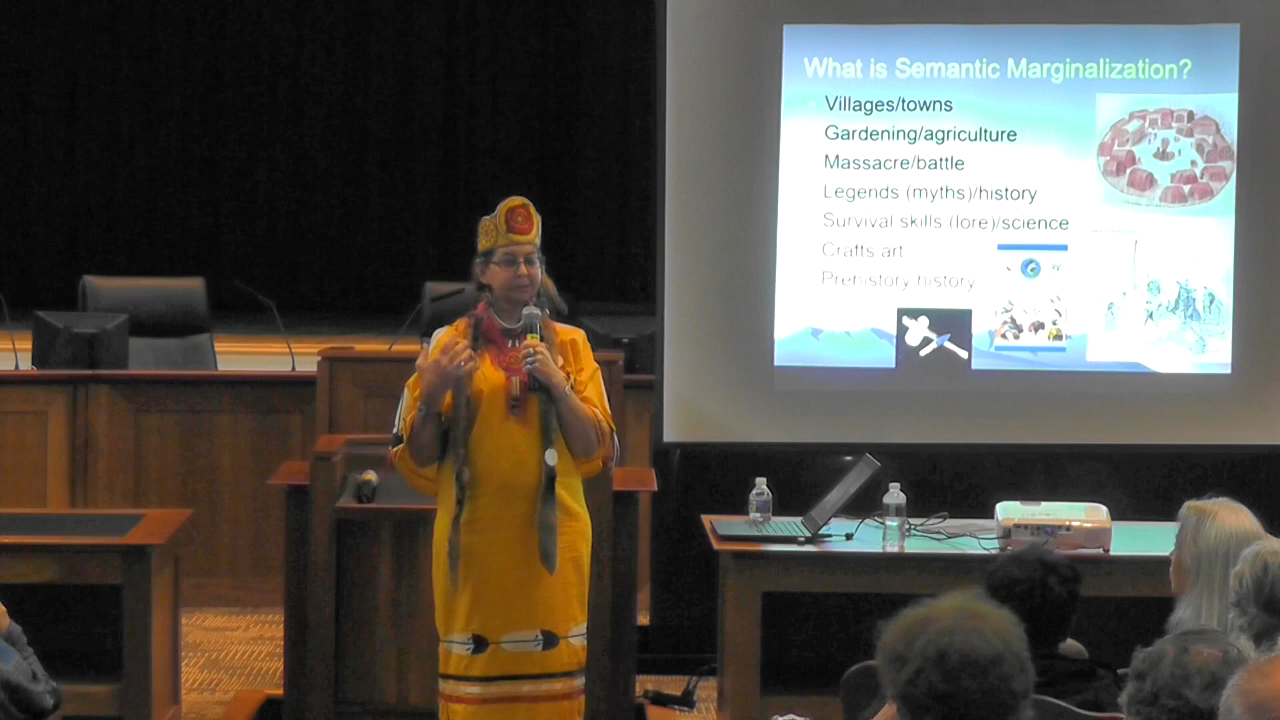 What is Semantic Marginalization?
Villages/towns
Gardening/agriculture
Massacre/battle
Legends (myths)/history
Survival skills (lore)/science
Crafts art
Prehistory history